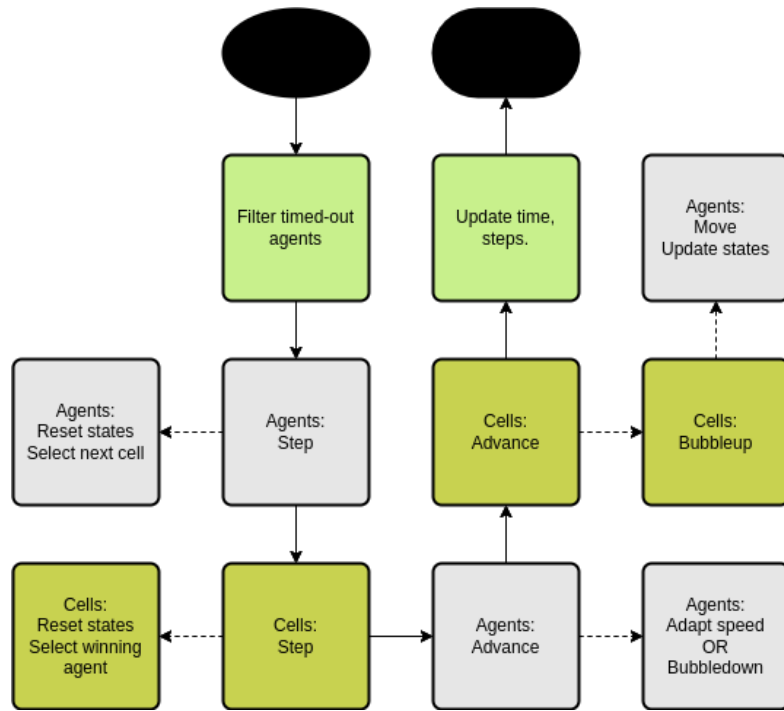 Filter timed-out
agents
Update time,
steps.
Agents:
Move
Update states
Agents:
Reset states
Select next cell
Agents:
Step
Cells:
Advance
Cells:
Bubbleup
Cells:
Reset states
Select winning
agent
Cells:
Step
Agents:
Advance
Agents:
Adapt speed
OR
Bubbledown